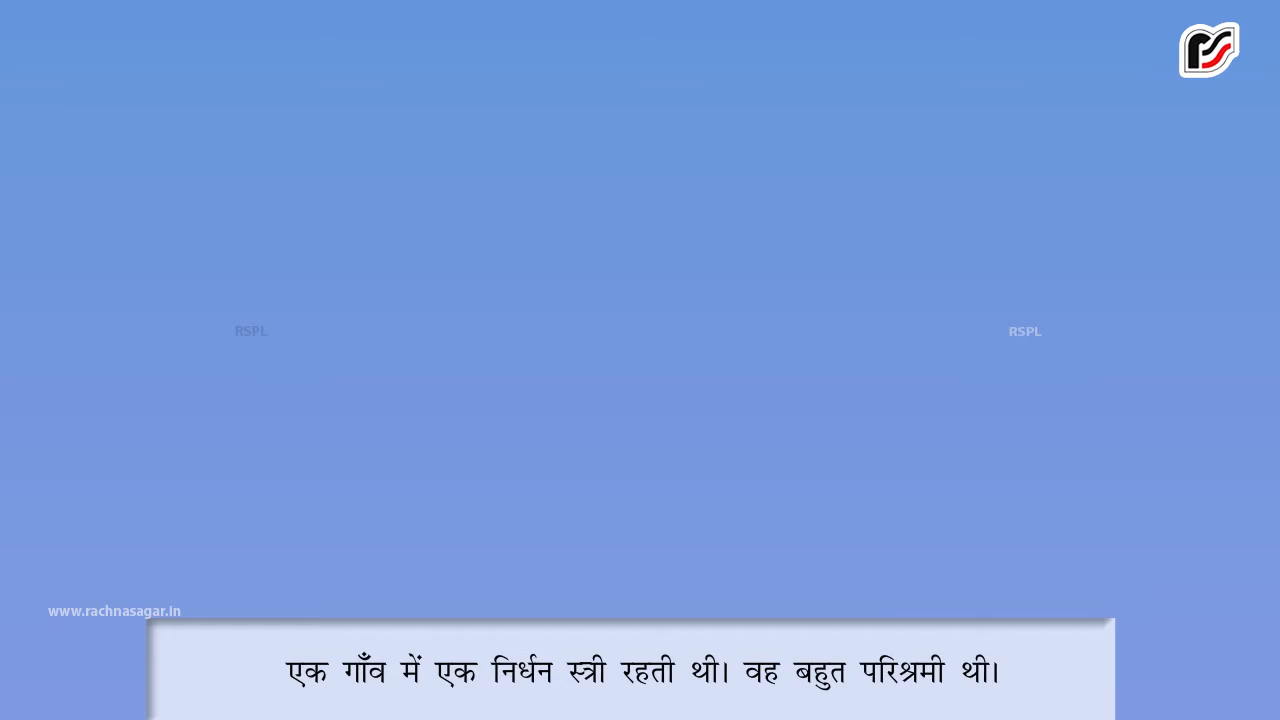 RSPL
RSPL
www.rachnasagar.in
एक गाँव में एक निर्धन स्त्री रहती थी। वह बहुत परिश्रमी थी।